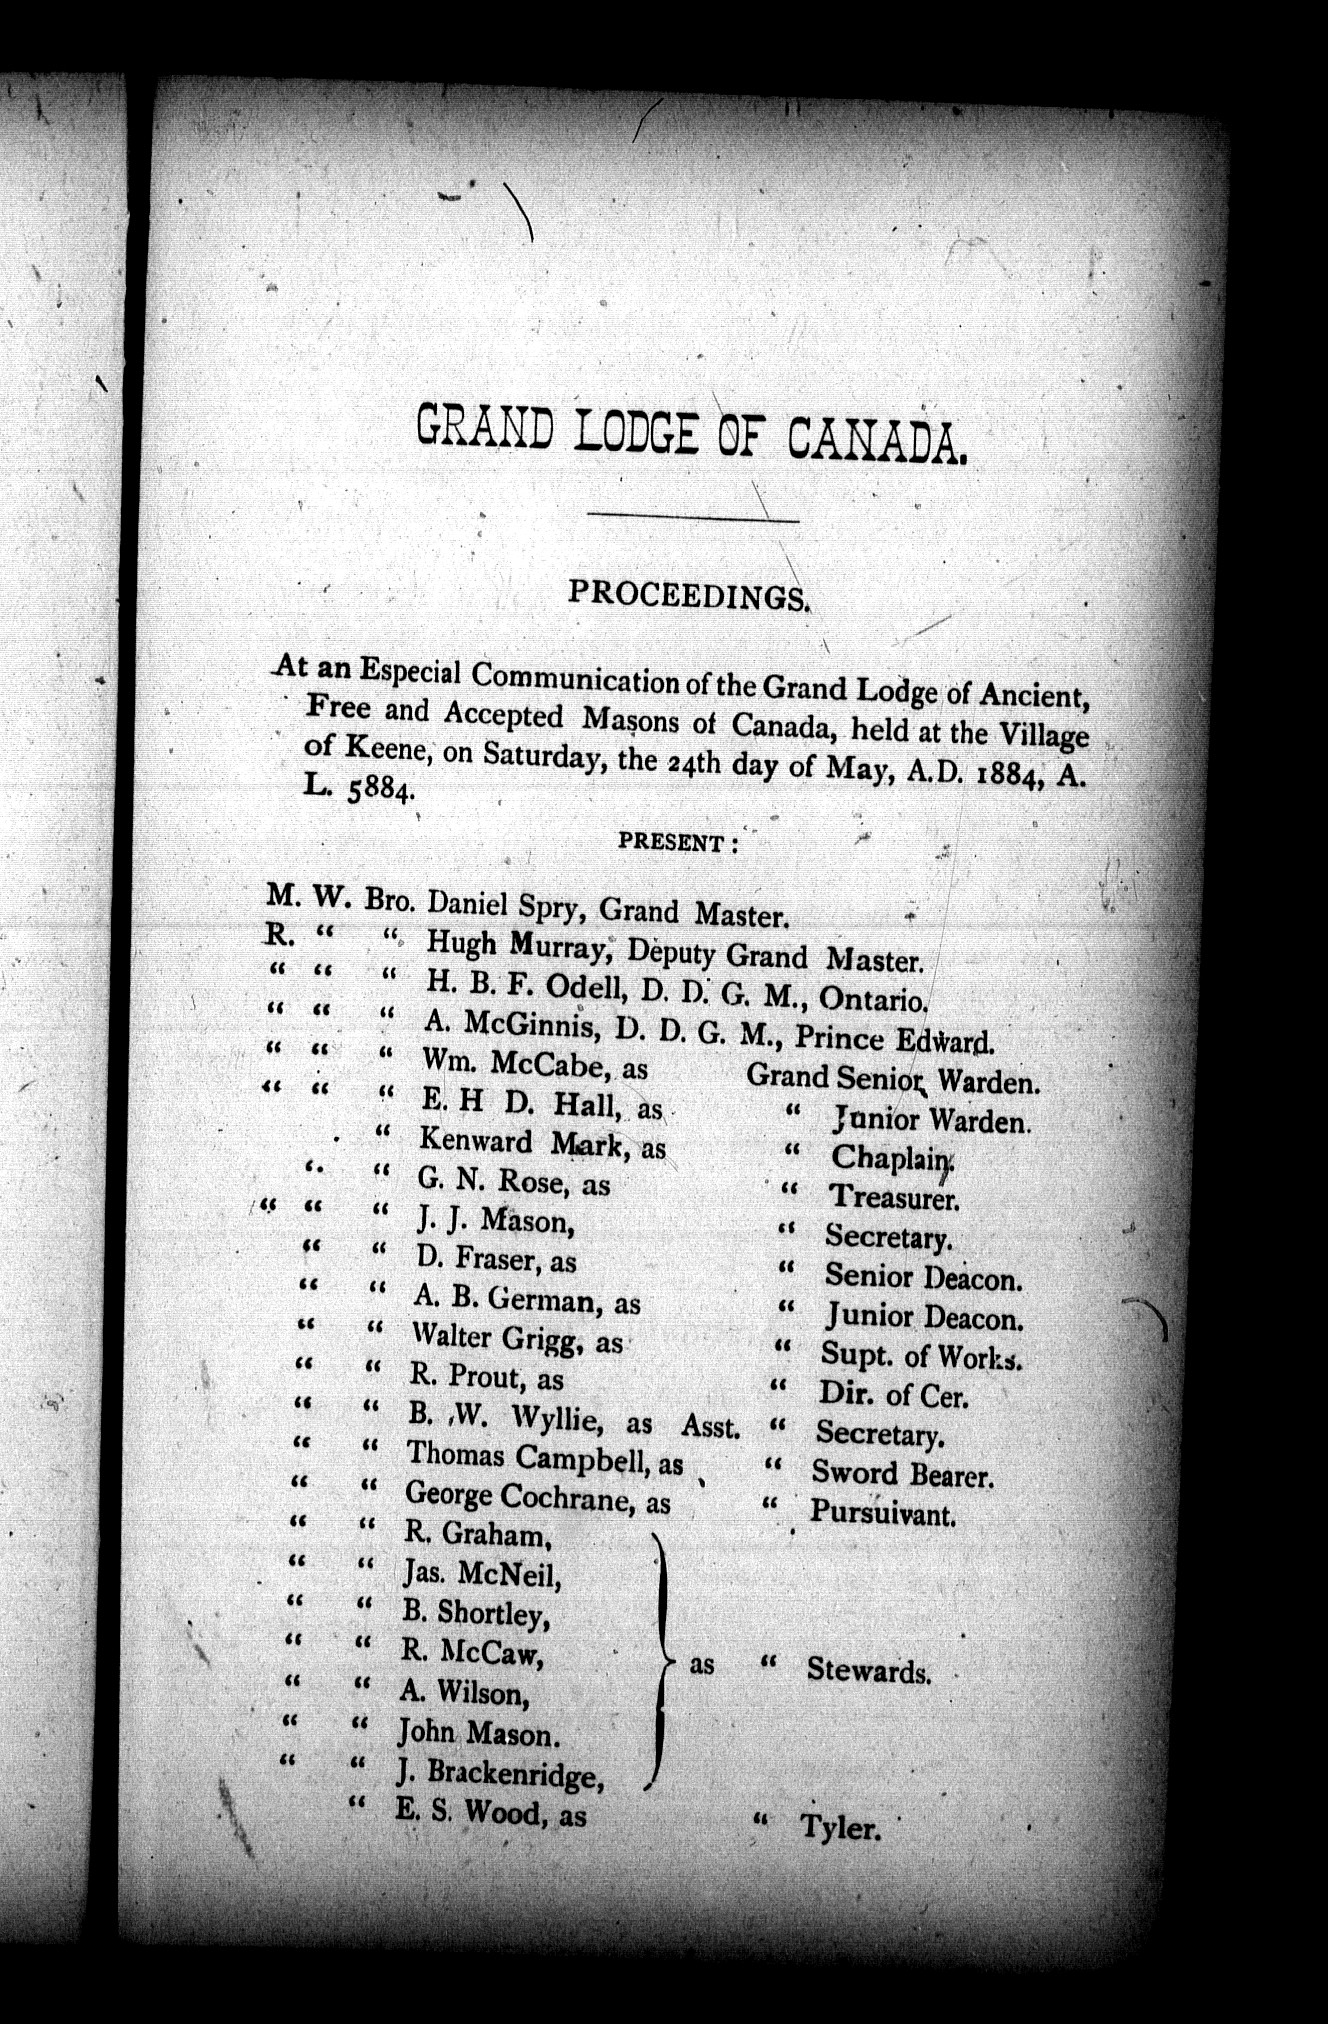 GRAND LODGE OF CANADA.
PROCEEDINGS.
At an Especial Communication of the Grand Lodge of Ancient,
Free and Accepted Masons of Canada, held at the Village
of Keene, on Saturday, the 24th day of May, A.D. 1884, A.
L. 5884.
PRESENT:
M. W. Bro. Daniel Spry, Grand Master.
R. “ “ Hugh Murray, Deputy Grand Master.
“ “ “ H. B. F. Odell, D. D. G. M., Ontario.
“ “ “ A. McGinnis, D. D. G. M., Prince Edward.
“ “ “ Wm. McCabe, as Grand Senior Warden.
“ “ “ E. H D. Hall, as “ Junior Warden.
“ Kenward Mark, as “ Chaplain.
“ “ G. N. Rose, as “ Treasurer.
“ “ “ J. J. Mason, “ Secretary.
“ “ D. Fraser, as “ Senior Deacon.
“ “ A. B. German, as “ Junior Deacon.
“ “ Walter Grigg, as “ Supt. of Works.
“ “ R. Prout, as “ Dir. of Cer.
“ “ B. W. Wyllie, as Asst. “ Secretary.
“ “ Thomas Campbell, as “ Sword Bearer.
“ “ George Cochrane, as “ Pursuivant.
“ “ R. Graham,
“ “ Jas. McNeil,
“ “ B. Shortley,
“ “ R. McCaw, } as “ Stewards.
“ “ A. Wilson,
“ “ John Mason.
“ “ J. Brackenridge,
“ E. S. Wood, as “ Tyler.